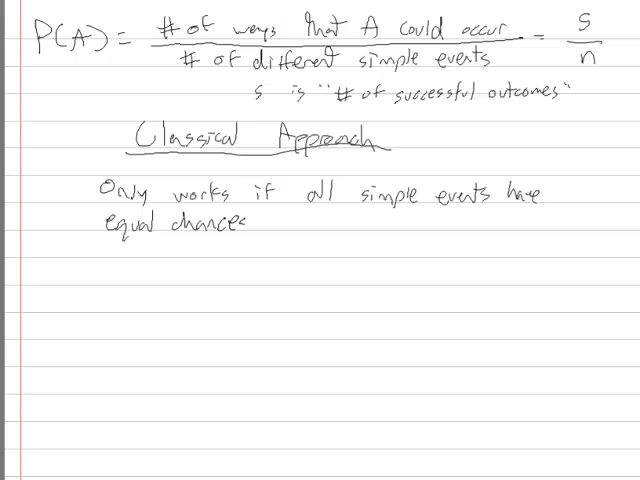 P(A) = # of ways that A could occur / # of different simple events = s / n
s is "# of successful outcomes"
Classical Approach
Only works if all simple events have
equal chances